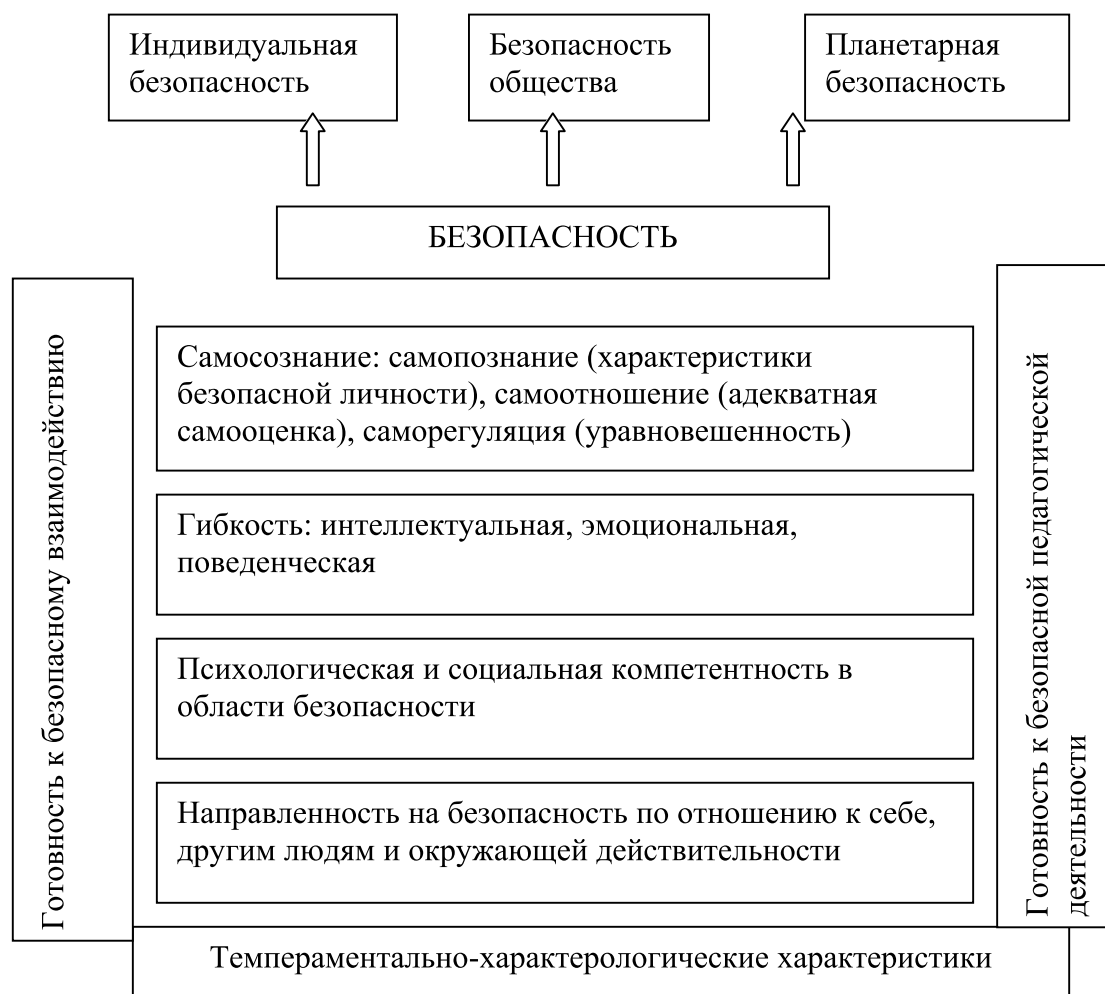 Индивидуальная
безопасность
Безопасность
общества
Планетарная
безопасность
БЕЗОПАСНОСТЬ
Готовность к безопасному взаимодействию
Самосознание: самопознание (характеристики
безопасной личности), самоотношение (адекватная
самооценка), саморегуляция (уравновешенность)
Гибкость: интеллектуальная, эмоциональная,
поведенческая
Психологическая и социальная компетентность в
области безопасности
Направленность на безопасность по отношению к себе,
другим людям и окружающей действительности
Готовность к безопасной педагогической
деятельности
Темпераментально-характерологические характеристики